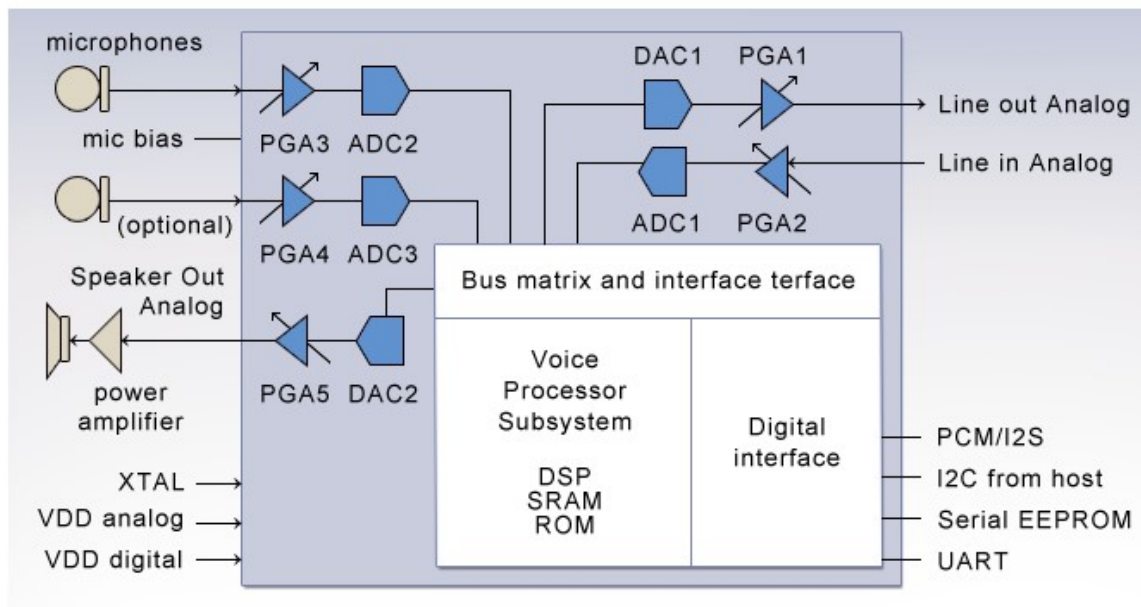 microphones
DAC1 PGA1
Line out Analog
mic bias
PGA3 ADC2
Line in Analog
(optional)
ADC1 PGA2
PGA4 ADC3
Speaker Out
Analog
Bus matrix and interface terface
PGA5 DAC2
power
amplifier
Voice
Processor
Subsystem
DSP
SRAM
ROM
Digital
interface
PCM/I2S
I2C from host
Serial EEPROM
UART
XTAL
VDD analog
VDD digital